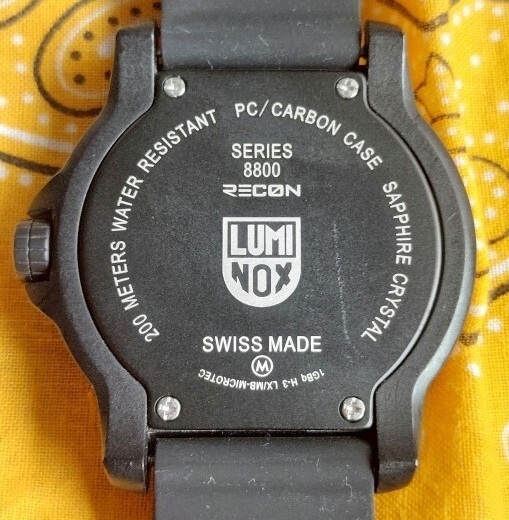 200 METERS WATER RESISTANT PC/CARBON CASE SAPPHIRE CRYSTAL
SERIES
8800
RECON
LUMI
NOX
SWISS MADE
M
1GBq H-3 LX/MB-MICROTEC